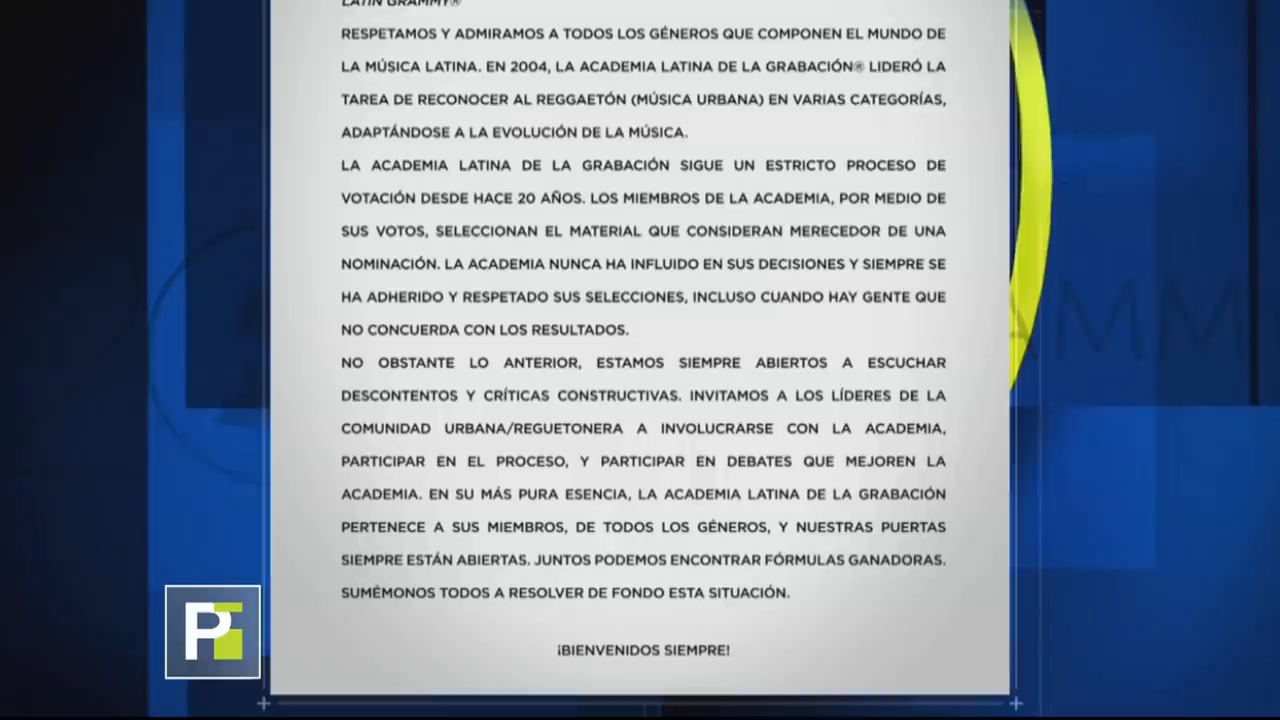 LATIN GRAMMY®
RESPETAMOS Y ADMIRAMOS A TODOS LOS GÉNEROS QUE COMPONEN EL MUNDO DE
LA MÚSICA LATINA. EN 2004, LA ACADEMIA LATINA DE LA GRABACIÓN® LIDERÓ LA
TAREA DE RECONOCER AL REGGAETÓN (MÚSICA URBANA) EN VARIAS CATEGORÍAS,
ADAPTÁNDOSE A LA EVOLUCIÓN DE LA MÚSICA.
LA ACADEMIA LATINA DE LA GRABACIÓN SIGUE UN ESTRICTO PROCESO DE
VOTACIÓN DESDE HACE 20 AÑOS. LOS MIEMBROS DE LA ACADEMIA, POR MEDIO DE
SUS VOTOS, SELECCIONAN EL MATERIAL QUE CONSIDERAN MERECEDOR DE UNA
NOMINACIÓN. LA ACADEMIA NUNCA HA INFLUIDO EN SUS DECISIONES Y SIEMPRE SE
HA ADHERIDO Y RESPETADO SUS SELECCIONES, INCLUSO CUANDO HAY GENTE QUE
NO CONCUERDA CON LOS RESULTADOS.
NO OBSTANTE LO ANTERIOR, ESTAMOS SIEMPRE ABIERTOS A ESCUCHAR
DESCONTENTOS Y CRÍTICAS CONSTRUCTIVAS. INVITAMOS A LOS LÍDERES DE LA
COMUNIDAD URBANA/REGUETONERA A INVOLUCRARSE CON LA ACADEMIA,
PARTICIPAR EN EL PROCESO, Y PARTICIPAR EN DEBATES QUE MEJOREN LA
ACADEMIA. EN SU MÁS PURA ESENCIA, LA ACADEMIA LATINA DE LA GRABACIÓN
PERTENECE A SUS MIEMBROS, DE TODOS LOS GÉNEROS, Y NUESTRAS PUERTAS
SIEMPRE ESTÁN ABIERTAS. JUNTOS PODEMOS ENCONTRAR FÓRMULAS GANADORAS.
SUMÉMONOS TODOS A RESOLVER DE FONDO ESTA SITUACIÓN.
¡BIENVENIDOS SIEMPRE!
P